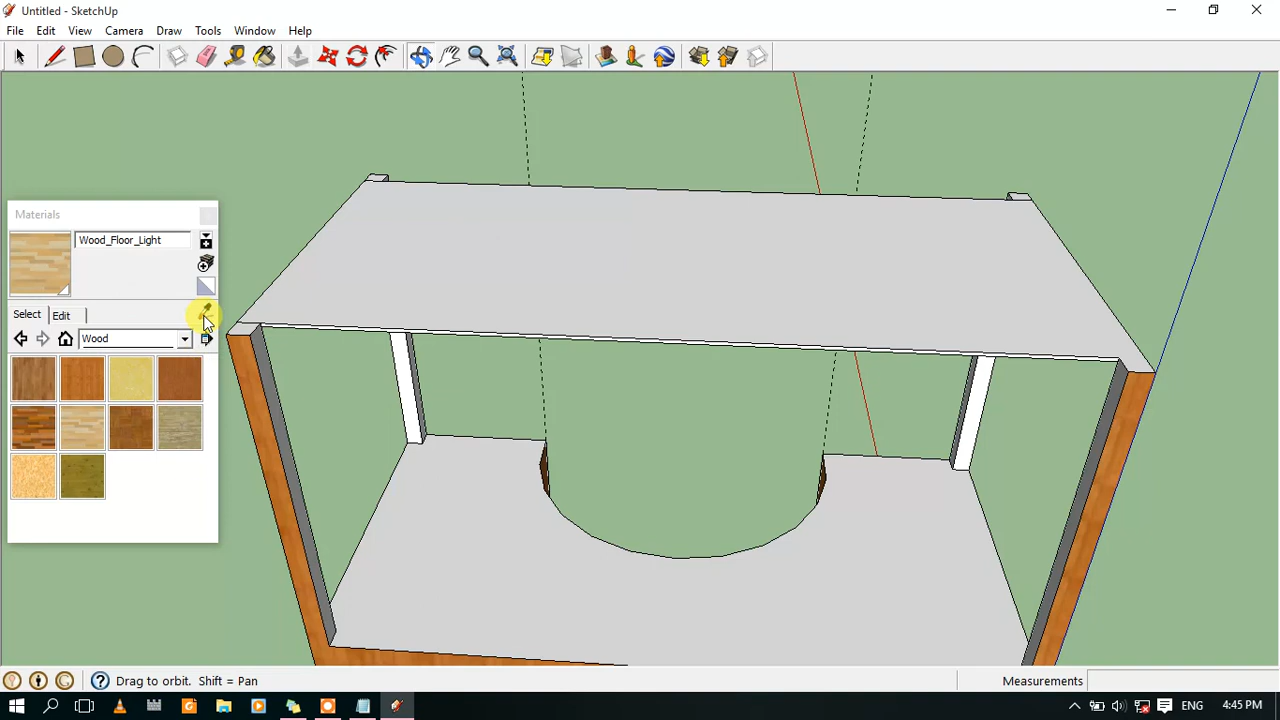 Untitled - SketchUp
File Edit View Camera Draw Tools Window Help
Materials
Wood_Floor_Light
Select Edit
Wood
Drag to orbit. Shift = Pan
Measurements
ENG 4:45 PM